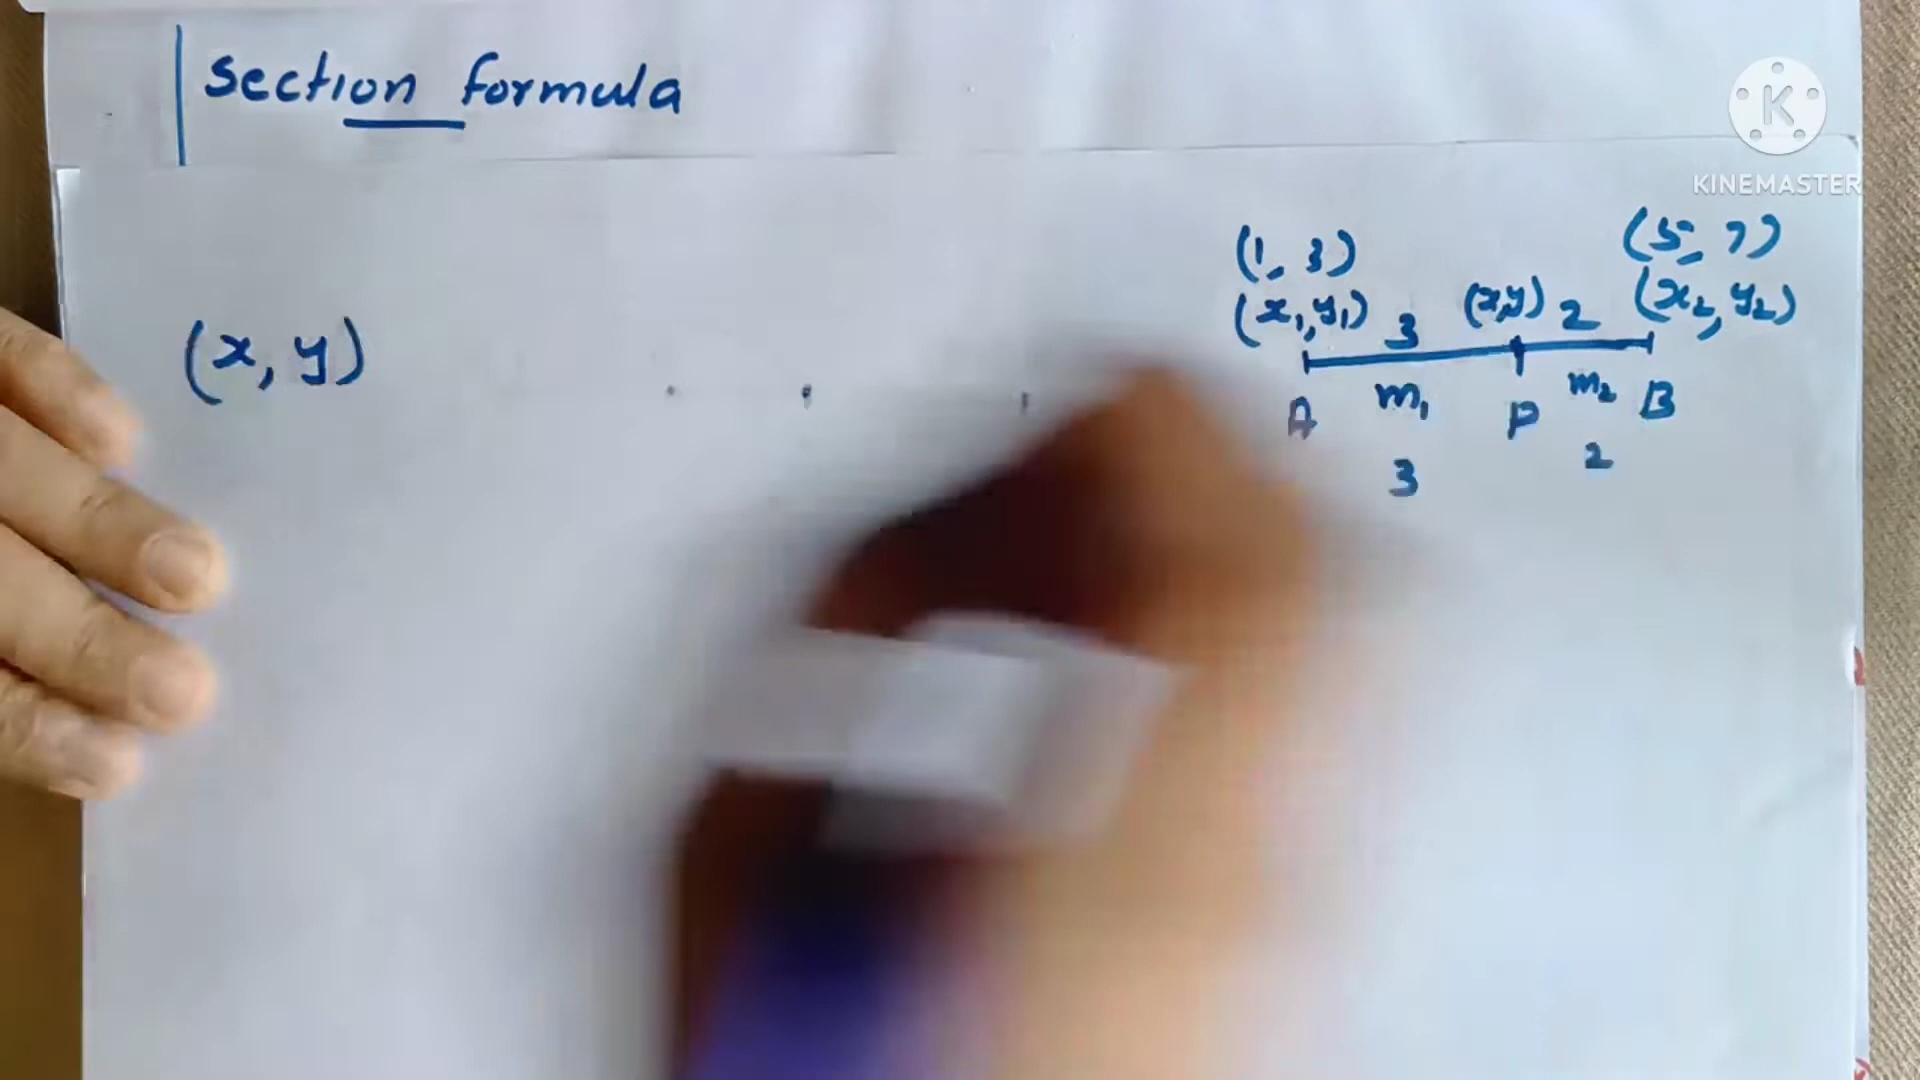 Section formula
KINEMASTER
(1, 3) (5, 7)
(x₁, y₁) 3 (x,y) 2 (x₂, y₂)
(x, y)
A m₁ P m₂ B
3 2